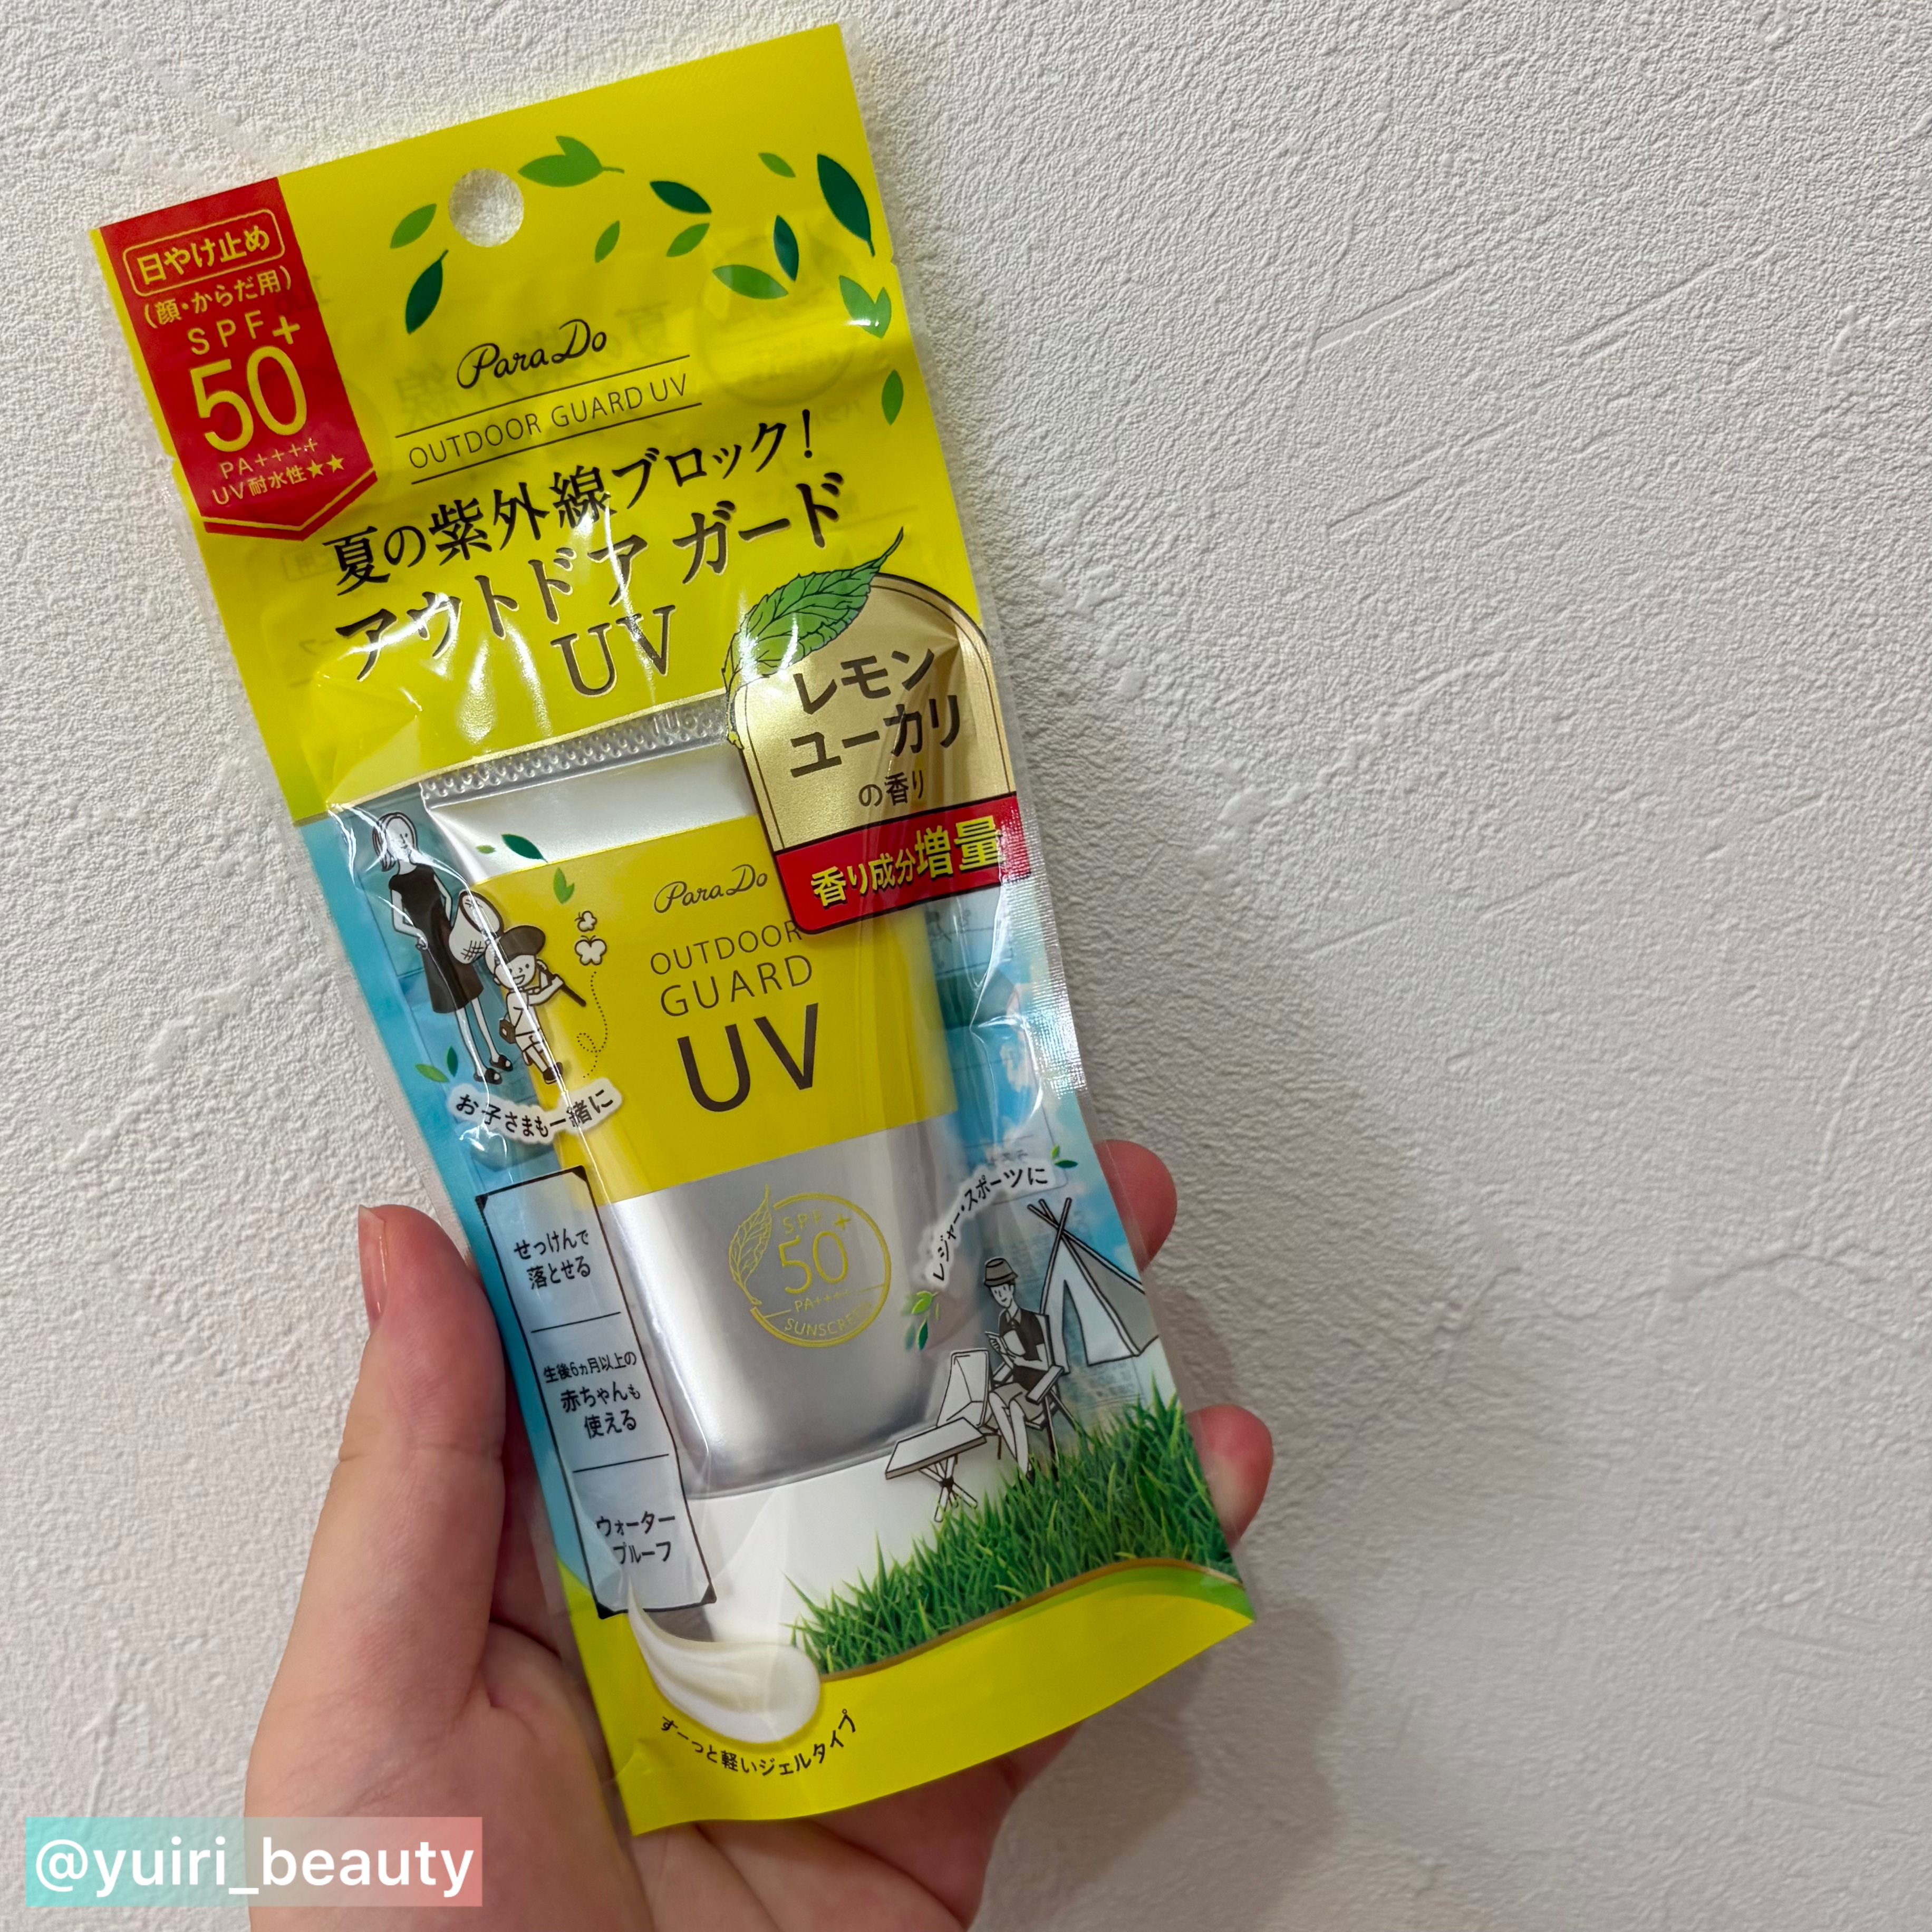 日やけ止め
(顔・からだ用)
SPF
50+
PA++++
UV耐水性★★
Para Do
OUTDOOR GUARD UV
夏の紫外線ブロック!
アウトドア ガード
UV
レモン
ユーカリ
の香り
香り成分増量
Para Do
OUTDOOR
GUARD
UV
お子さまも一緒に
せっけんで
落とせる
生後6ヵ月以上の
赤ちゃんも
使える
ウォーター
プルーフ
SPF
50+
PA++++
SUNSCREEN
レジャー・スポーツに
すーっと軽いジェルタイプ
@yuiri_beauty